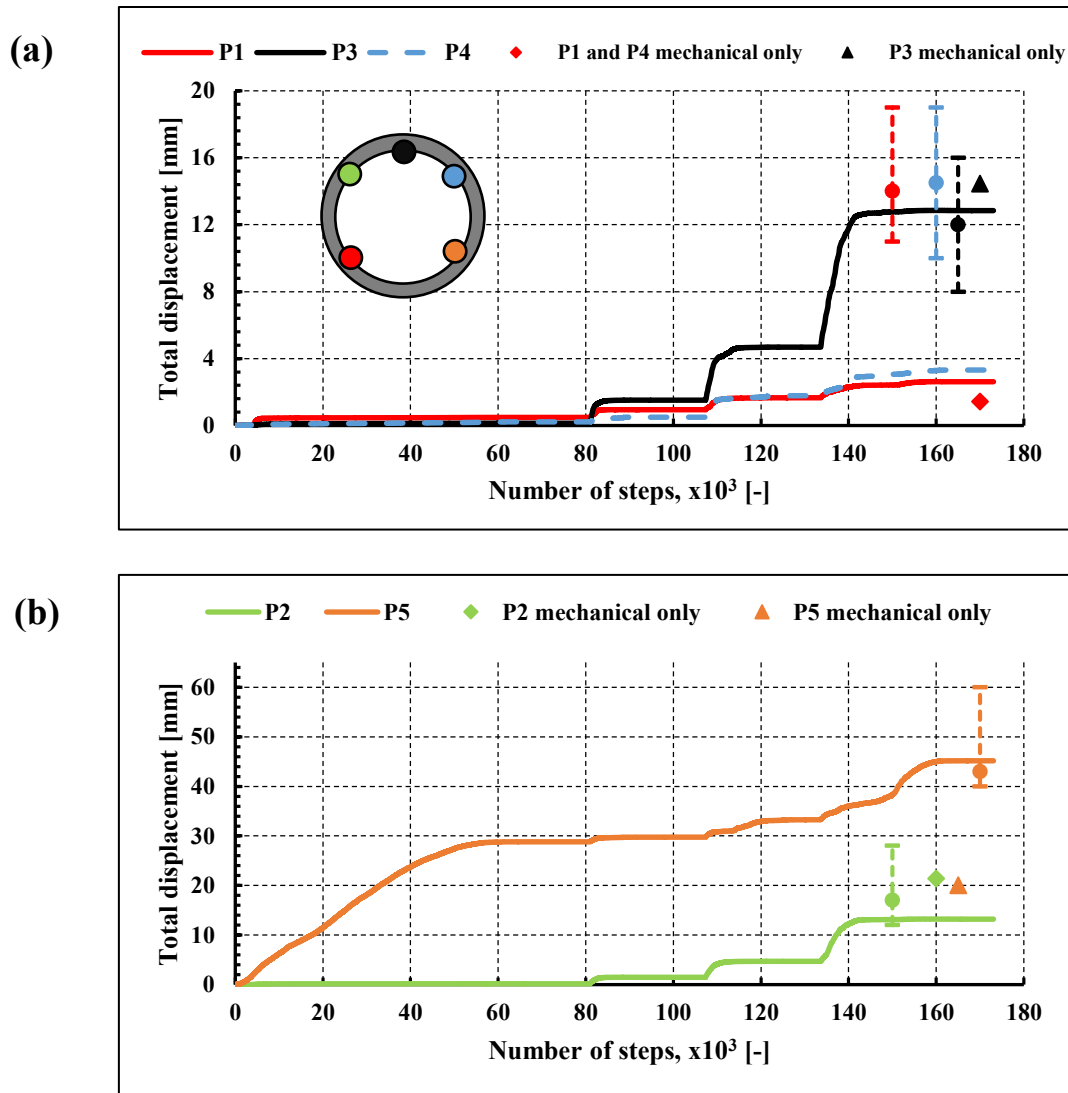 (a)
P1 P3 P4 P1 and P4 mechanical only P3 mechanical only
Total displacement [mm]
20
16
12
8
4
0
0 20 40 60 80 100 120 140 160 180
Number of steps, x10³ [-]
(b)
P2 P5 P2 mechanical only P5 mechanical only
Total displacement [mm]
60
50
40
30
20
10
0
0 20 40 60 80 100 120 140 160 180
Number of steps, x10³ [-]